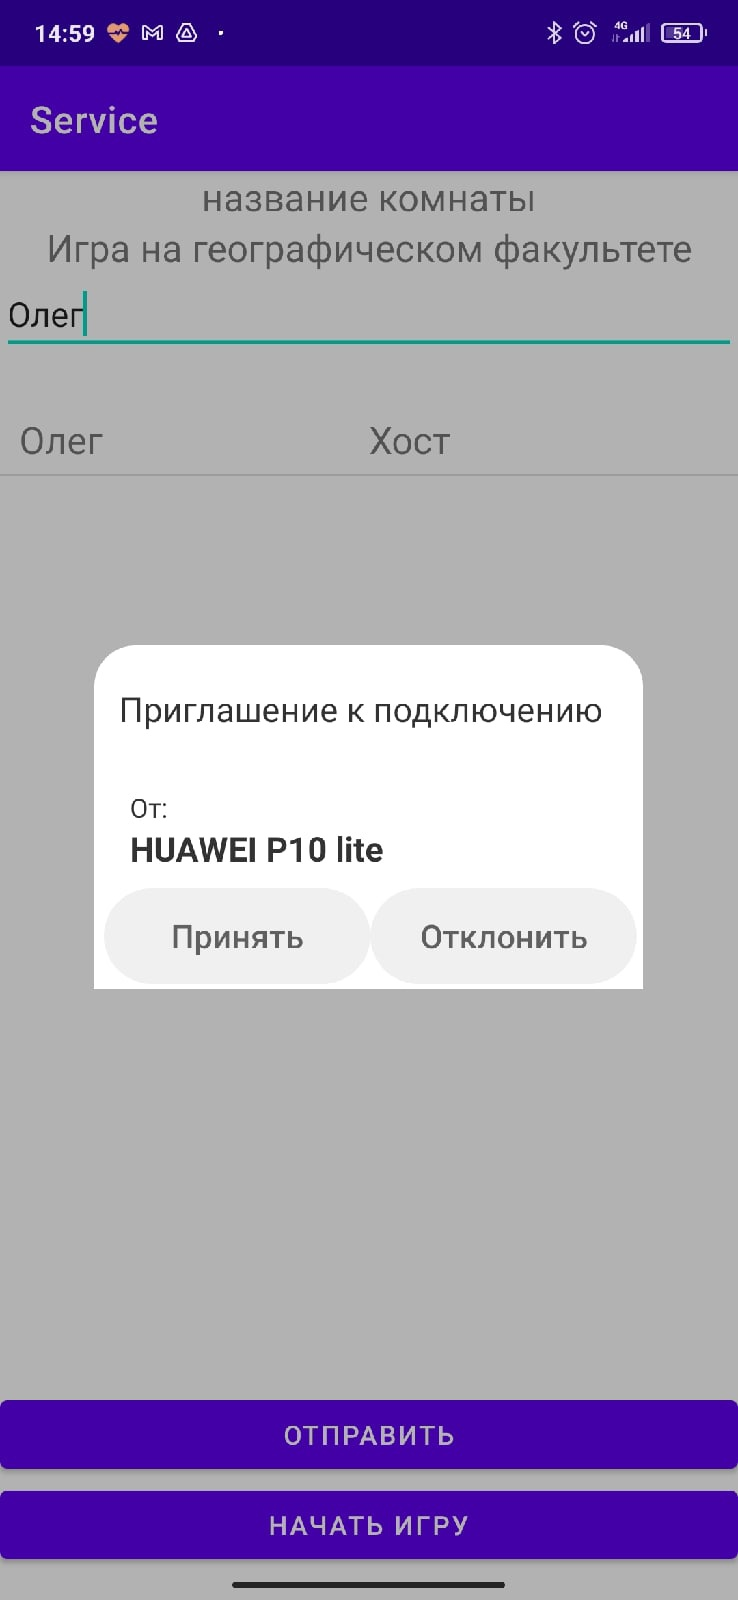 14:59
4G
54
Service
название комнаты
Игра на географическом факультете
Олег
Олег Хост
Приглашение к подключению
От:
HUAWEI P10 lite
Принять Отклонить
ОТПРАВИТЬ
НАЧАТЬ ИГРУ